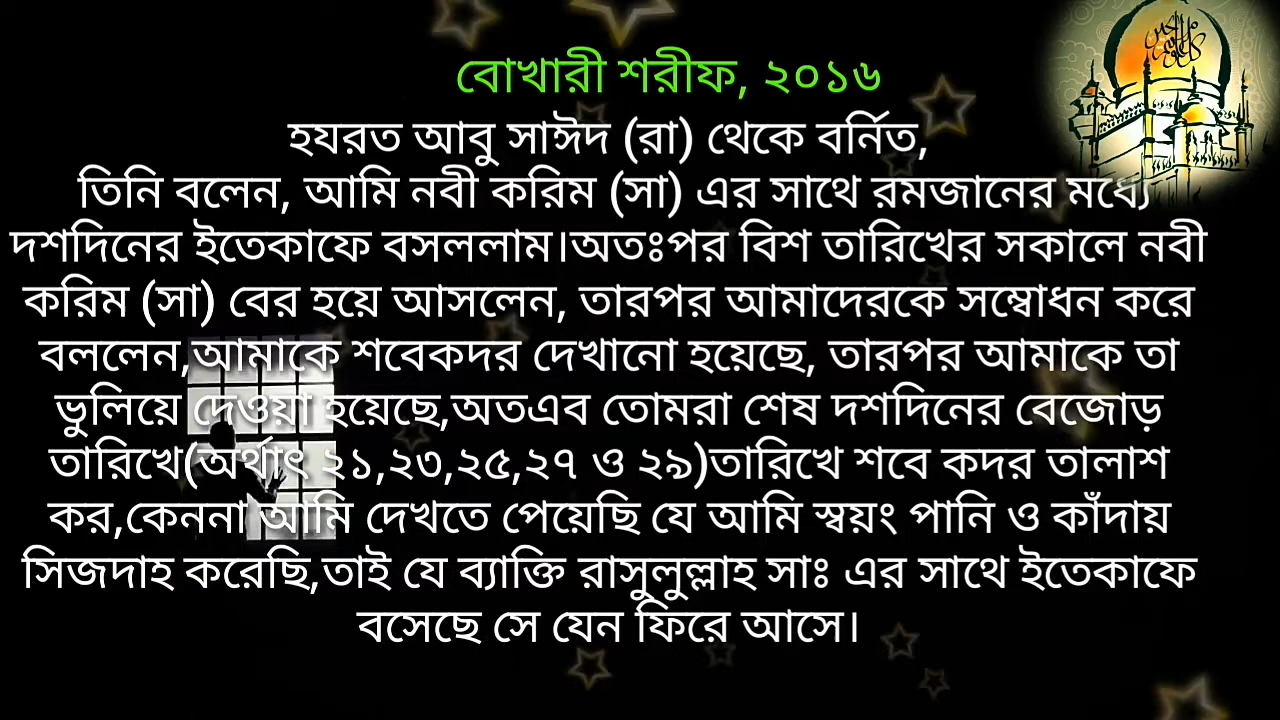 বোখারী শরীফ, ২০১৬
হযরত আবু সাঈদ (রা) থেকে বর্নিত,
তিনি বলেন, আমি নবী করিম (সা) এর সাথে রমজানের মধ্যে
দশদিনের ইতেকাফে বসললাম।অতঃপর বিশ তারিখের সকালে নবী
করিম (সা) বের হয়ে আসলেন, তারপর আমাদেরকে সম্বোধন করে
বললেন,আমাকে শবেকদর দেখানো হয়েছে, তারপর আমাকে তা
ভুলিয়ে দেওয়া হয়েছে,অতএব তোমরা শেষ দশদিনের বেজোড়
তারিখে(অর্থাৎ ২১,২৩,২৫,২৭ ও ২৯)তারিখে শবে কদর তালাশ
কর,কেননা আমি দেখতে পেয়েছি যে আমি স্বয়ং পানি ও কাঁদায়
সিজদাহ করেছি,তাই যে ব্যাক্তি রাসুলুল্লাহ সাঃ এর সাথে ইতেকাফে
বসেছে সে যেন ফিরে আসে।